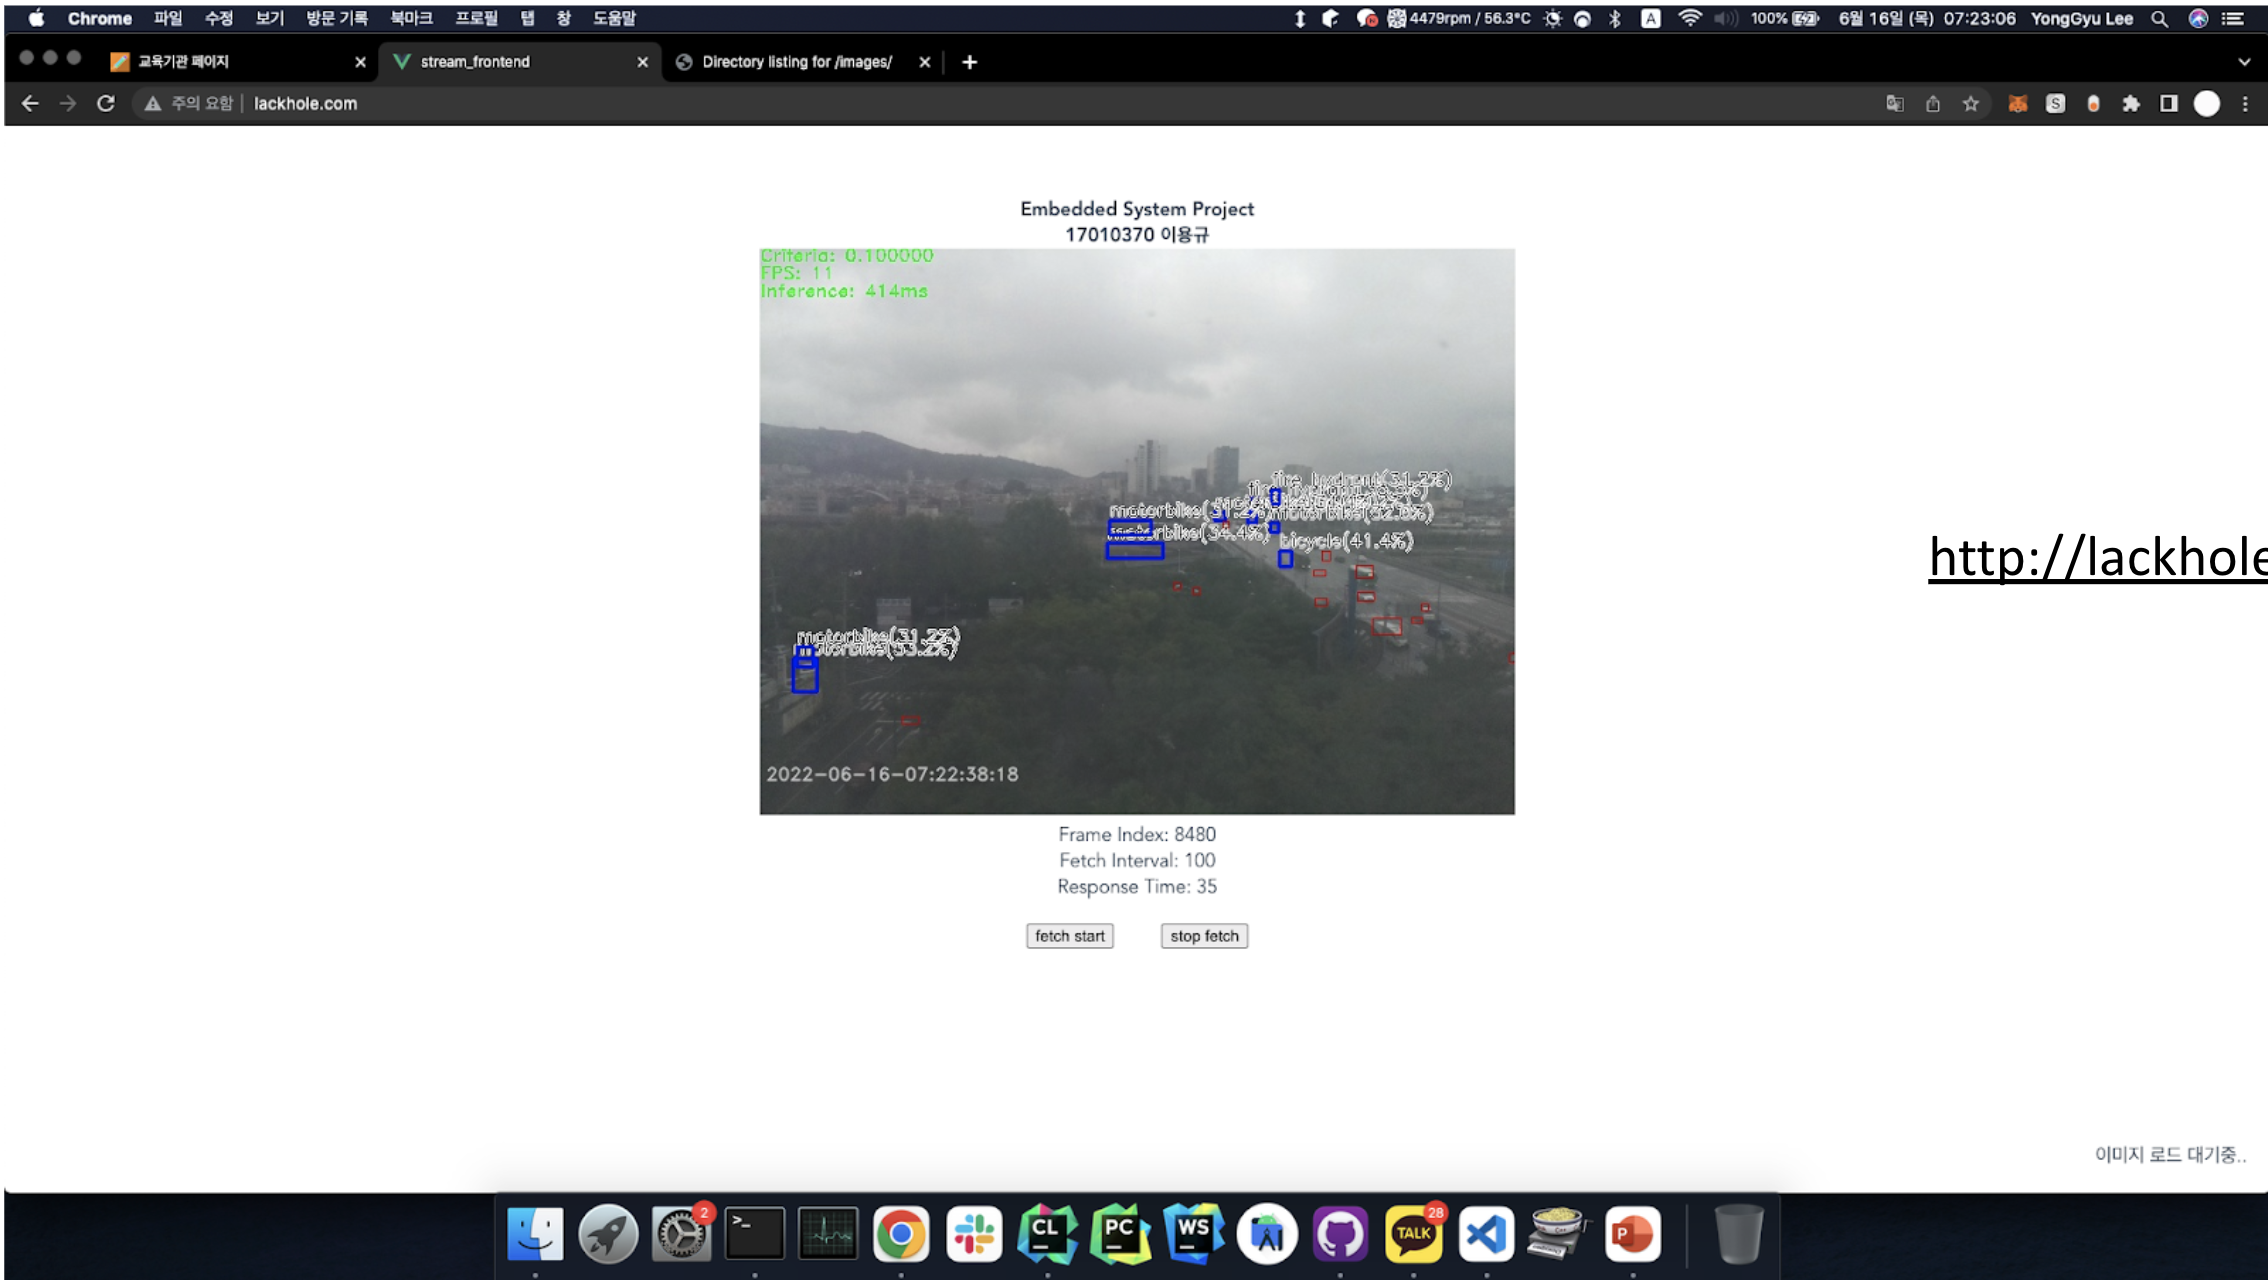 Chrome 파일 수정 보기 방문 기록 북마크 프로필 탭 창 도움말 4479rpm / 56.3°C A 100% 6월 16일 (목) 07:23:06 YongGyu Lee
교육기관 페이지 stream_frontend Directory listing for /images/
주의 요함 lackhole.com
S
Embedded System Project
17010370 이용규
Criteria: 0.100000
FPS: 11
Inference: 414ms
fire hydrant(31.2%)
motorbike(31.2%)
motorbike(34.4%)
bicycle(41.4%)
motorbike(31.2%)
motorbike(53.2%)
2022-06-16-07:22:38:18
Frame Index: 8480
Fetch Interval: 100
Response Time: 35
fetch start stop fetch
http://lackhole
이미지 로드 대기중..
2
>_
CL
PC
WS
TALK
28
P